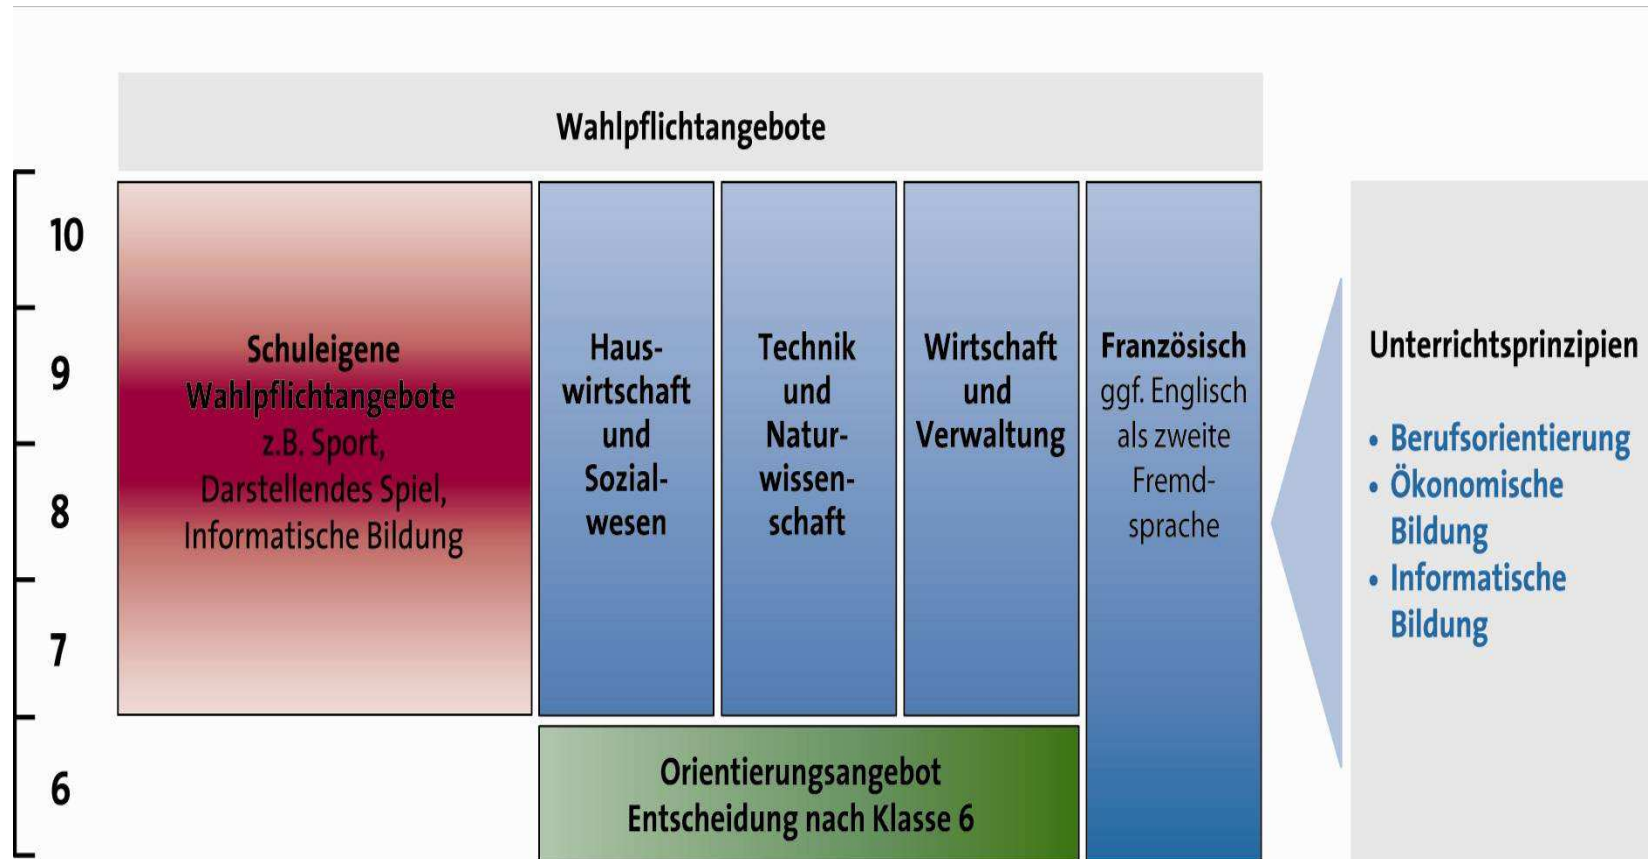 Wahlpflichtangebote
10
9
8
7
6
Schuleigene
Wahlpflichtangebote
z.B. Sport,
Darstellendes Spiel,
Informatische Bildung
Haus-
wirtschaft
und
Sozial-
wesen
Technik
und
Natur-
wissen-
schaft
Wirtschaft
und
Verwaltung
Französisch
ggf. Englisch
als zweite
Fremd-
sprache
Orientierungsangebot
Entscheidung nach Klasse 6
Unterrichtsprinzipien
• Berufsorientierung
• Ökonomische
Bildung
• Informatische
Bildung